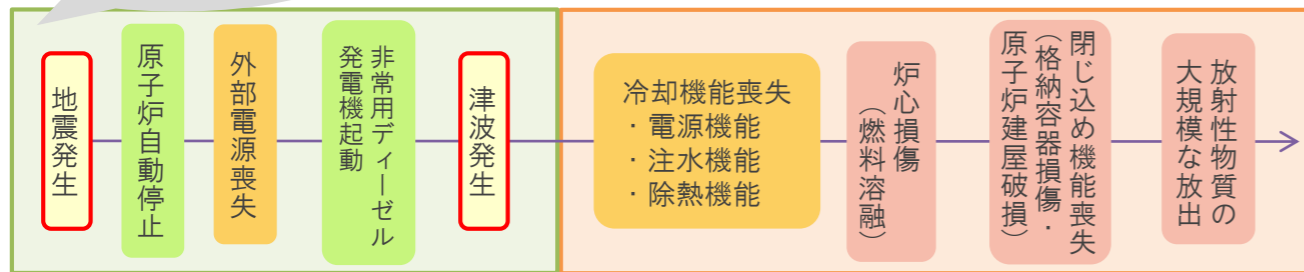 地震発生
原子炉自動停止
外部電源喪失
非常用ディーゼル
発電機起動
津波発生
冷却機能喪失
・電源機能
・注水機能
・除熱機能
炉心損傷
（燃料溶融）
閉じ込め機能喪失
（格納容器損傷・
原子炉建屋破損）
放射性物質の
大規模な放出